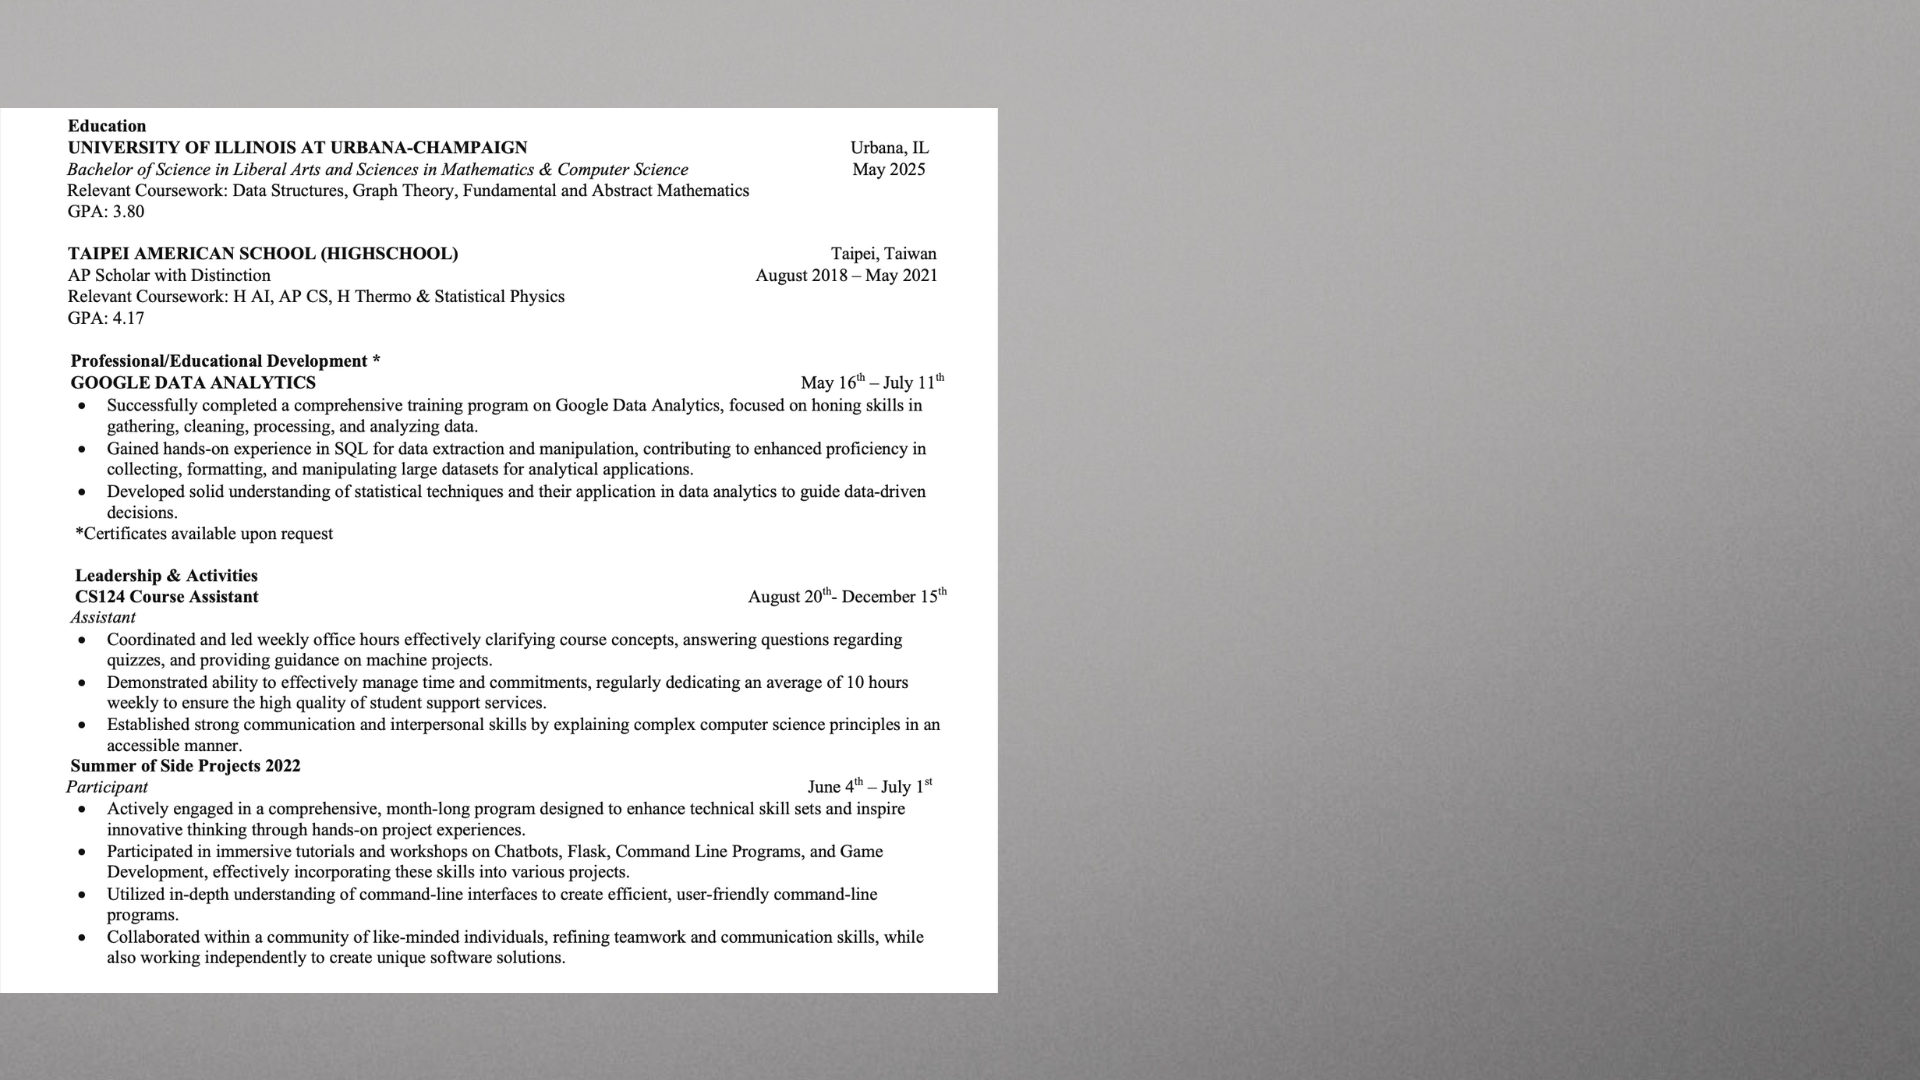 Education
UNIVERSITY OF ILLINOIS AT URBANA-CHAMPAIGN Urbana, IL
Bachelor of Science in Liberal Arts and Sciences in Mathematics & Computer Science May 2025
Relevant Coursework: Data Structures, Graph Theory, Fundamental and Abstract Mathematics
GPA: 3.80
TAIPEI AMERICAN SCHOOL (HIGHSCHOOL) Taipei, Taiwan
AP Scholar with Distinction August 2018 – May 2021
Relevant Coursework: H AI, AP CS, H Thermo & Statistical Physics
GPA: 4.17
Professional/Educational Development *
GOOGLE DATA ANALYTICS May 16th – July 11th
• Successfully completed a comprehensive training program on Google Data Analytics, focused on honing skills in
gathering, cleaning, processing, and analyzing data.
• Gained hands-on experience in SQL for data extraction and manipulation, contributing to enhanced proficiency in
collecting, formatting, and manipulating large datasets for analytical applications.
• Developed solid understanding of statistical techniques and their application in data analytics to guide data-driven
decisions.
*Certificates available upon request
Leadership & Activities
CS124 Course Assistant August 20th- December 15th
Assistant
• Coordinated and led weekly office hours effectively clarifying course concepts, answering questions regarding
quizzes, and providing guidance on machine projects.
• Demonstrated ability to effectively manage time and commitments, regularly dedicating an average of 10 hours
weekly to ensure the high quality of student support services.
• Established strong communication and interpersonal skills by explaining complex computer science principles in an
accessible manner.
Summer of Side Projects 2022
Participant June 4th – July 1st
• Actively engaged in a comprehensive, month-long program designed to enhance technical skill sets and inspire
innovative thinking through hands-on project experiences.
• Participated in immersive tutorials and workshops on Chatbots, Flask, Command Line Programs, and Game
Development, effectively incorporating these skills into various projects.
• Utilized in-depth understanding of command-line interfaces to create efficient, user-friendly command-line
programs.
• Collaborated within a community of like-minded individuals, refining teamwork and communication skills, while
also working independently to create unique software solutions.